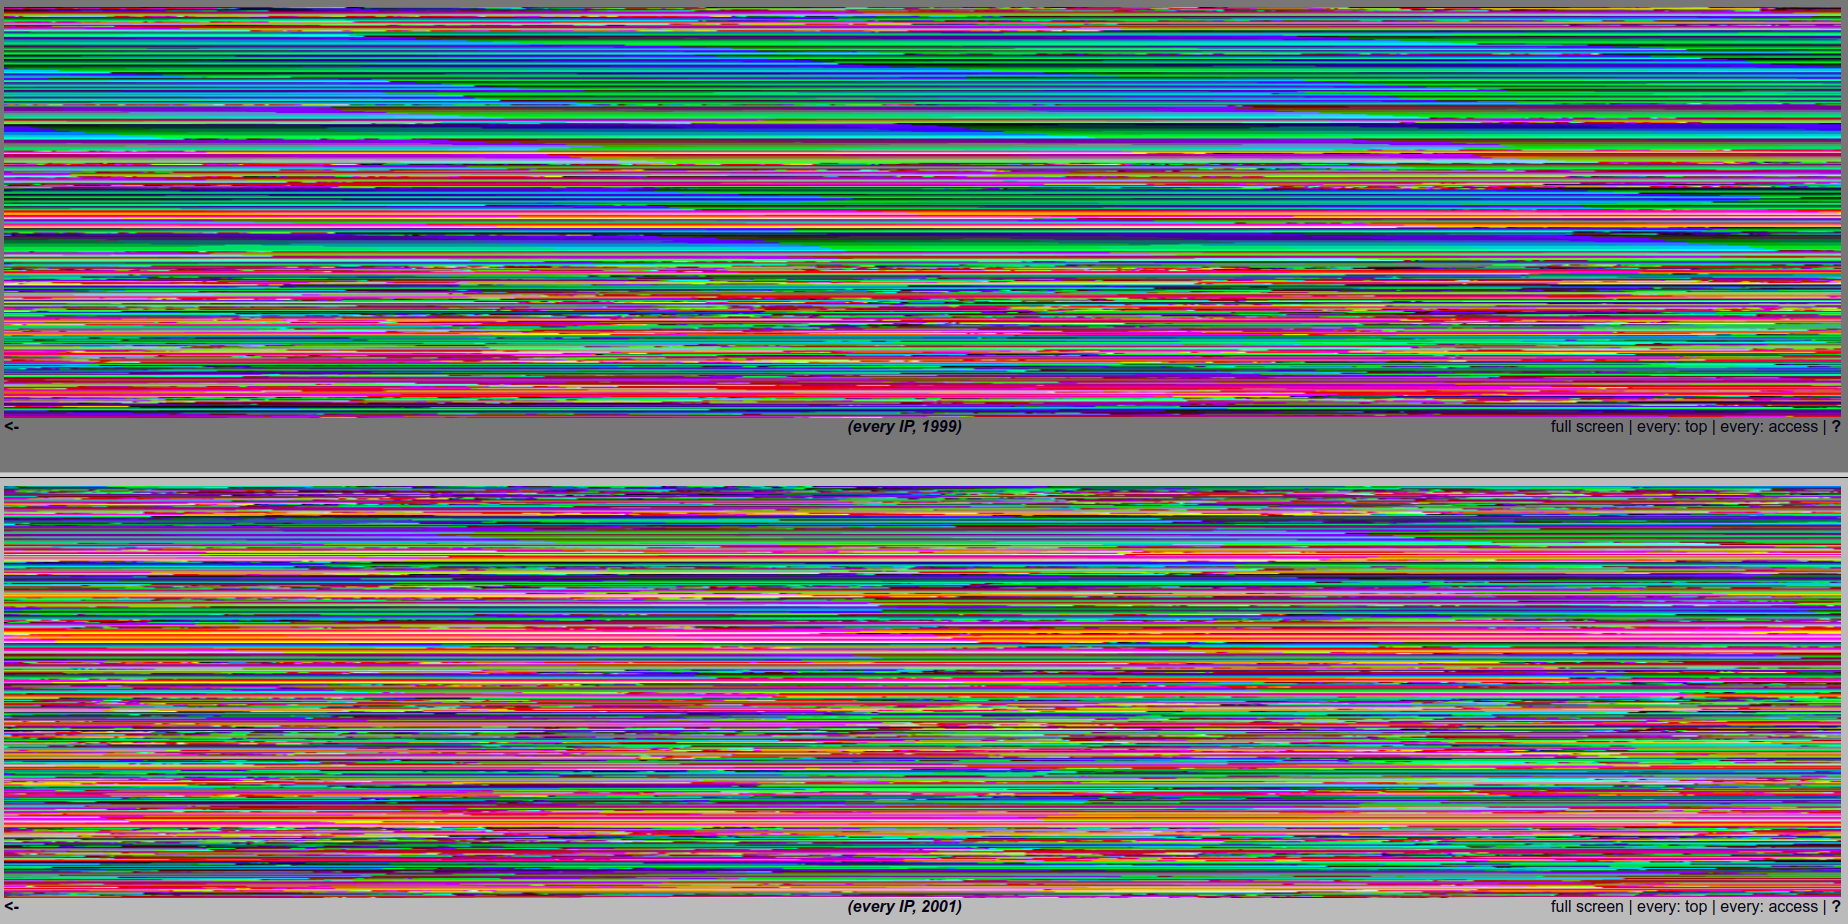 <- (every IP, 1999) full screen | every: top | every: access | ?
<- (every IP, 2001) full screen | every: top | every: access | ?